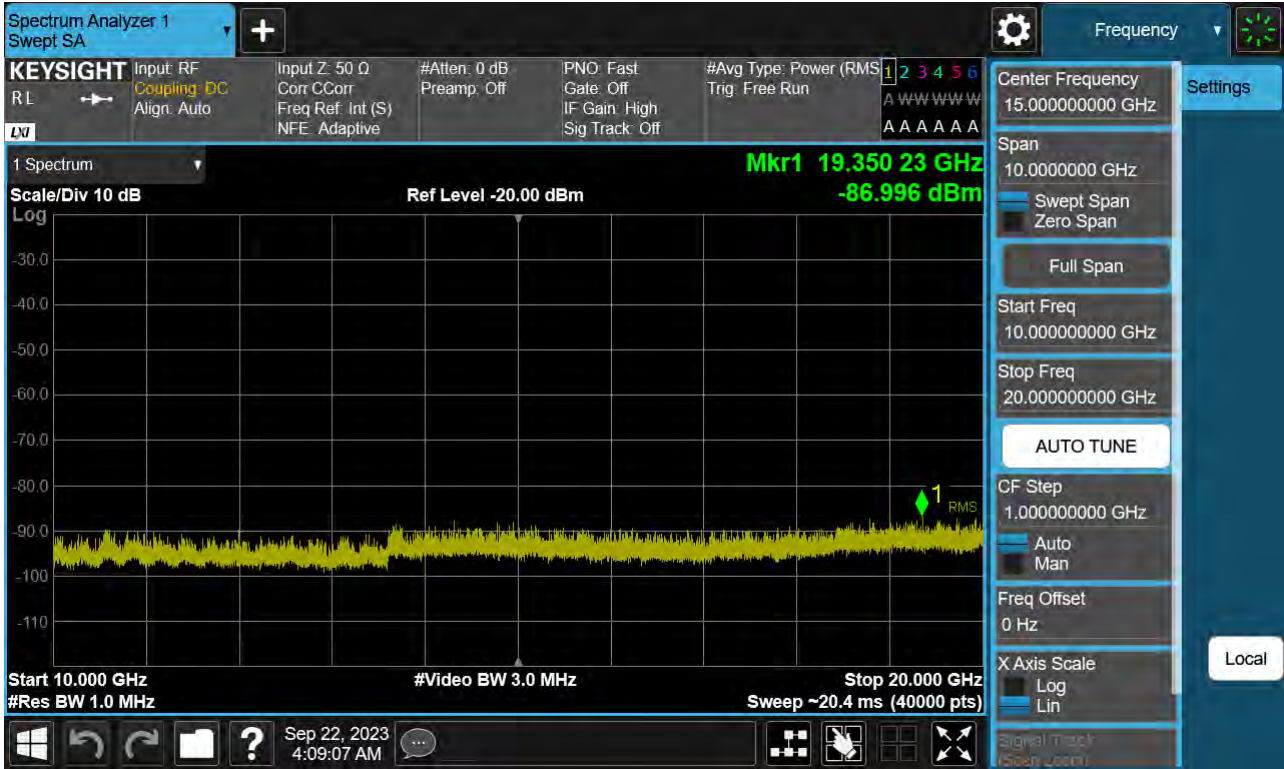 Spectrum Analyzer 1
Swept SA
+
Frequency
KEYSIGHT
R L
LXI
Input: RF
Coupling: DC
Align: Auto
Input Z: 50 Ω
Corr CCorr
Freq Ref: Int (S)
NFE: Adaptive
#Atten: 0 dB
Preamp: Off
PNO: Fast
Gate: Off
IF Gain: High
Sig Track: Off
#Avg Type: Power (RMS
Trig: Free Run
1 2 3 4 5 6
A W W W W W
A A A A A A
1 Spectrum
Scale/Div 10 dB
Ref Level -20.00 dBm
Mkr1 19.350 23 GHz
-86.996 dBm
Log
-30.0
-40.0
-50.0
-60.0
-70.0
-80.0
-90.0
-100
-110
1
RMS
Start 10.000 GHz
#Video BW 3.0 MHz
Stop 20.000 GHz
#Res BW 1.0 MHz
Sweep ~20.4 ms (40000 pts)
Center Frequency
15.000000000 GHz
Span
10.0000000 GHz
Swept Span
Zero Span
Full Span
Start Freq
10.000000000 GHz
Stop Freq
20.000000000 GHz
AUTO TUNE
CF Step
1.000000000 GHz
Auto
Man
Freq Offset
0 Hz
X Axis Scale
Log
Lin
Signal Track
(Span Zoom)
Settings
Local
?
Sep 22, 2023
4:09:07 AM